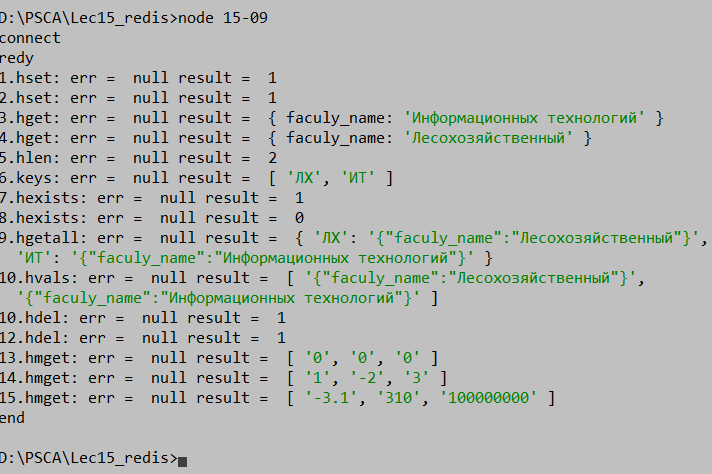 D:\PSCA\Lec15_redis>node 15-09
connect
redy
1.hset: err =  null result =  1
2.hset: err =  null result =  1
3.hget: err =  null result =  { faculy_name: 'Информационных технологий' }
4.hget: err =  null result =  { faculy_name: 'Лесохозяйственный' }
5.hlen: err =  null result =  2
6.keys: err =  null result =  [ 'ЛХ', 'ИТ' ]
7.hexists: err =  null result =  1
8.hexists: err =  null result =  0
9.hgetall: err =  null result =  { 'ЛХ': '{"faculy_name":"Лесохозяйственный"}',
'ИТ': '{"faculy_name":"Информационных технологий"}' }
10.hvals: err =  null result =  [ '{"faculy_name":"Лесохозяйственный"}',
'{"faculy_name":"Информационных технологий"}' ]
10.hdel: err =  null result =  1
12.hdel: err =  null result =  1
13.hmget: err =  null result =  [ '0', '0', '0' ]
14.hmget: err =  null result =  [ '1', '-2', '3' ]
15.hmget: err =  null result =  [ '-3.1', '310', '100000000' ]
end
D:\PSCA\Lec15_redis>